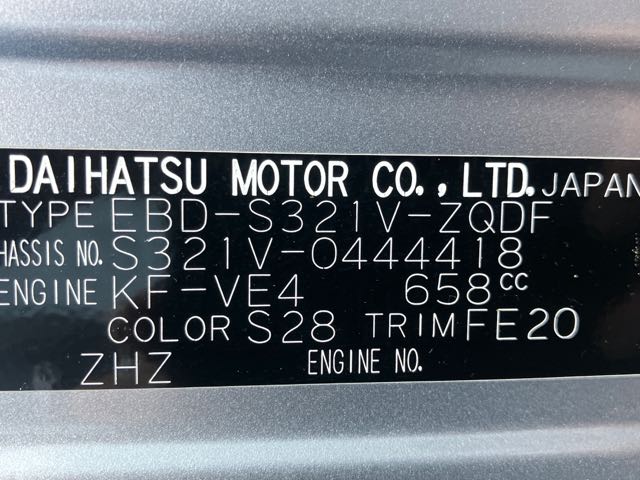 DAIHATSU MOTOR CO., LTD. JAPAN
TYPE EBD-S321V-ZQDF
CHASSIS NO. S321V-0444418
ENGINE KF-VE4 658cc
COLOR S28 TRIM FE20
ZHZ ENGINE NO.